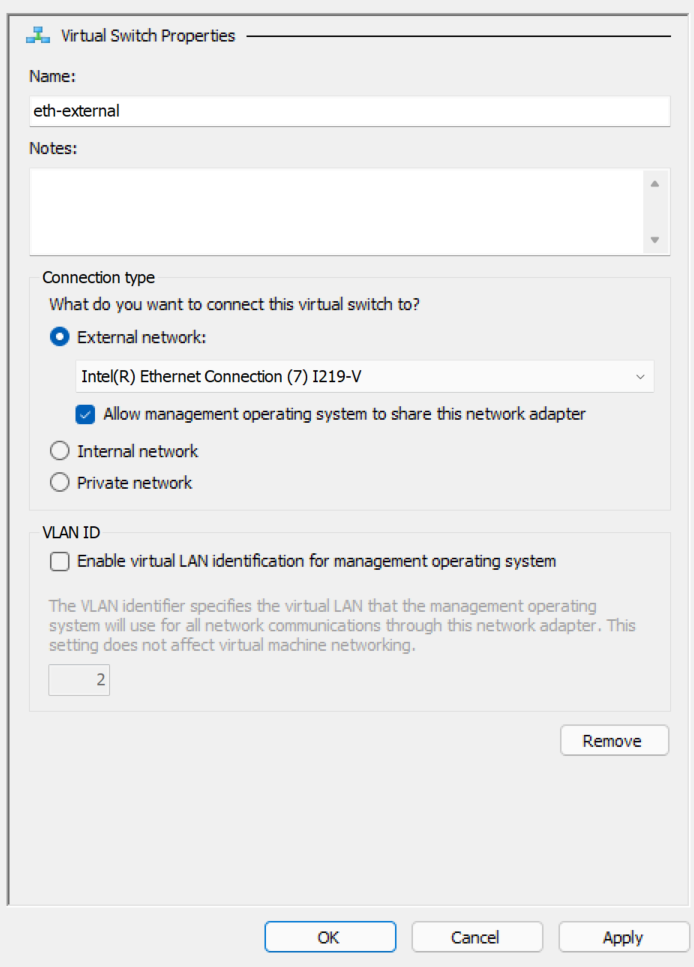 Virtual Switch Properties
Name:
eth-external
Notes:
Connection type
What do you want to connect this virtual switch to?
External network:
Intel(R) Ethernet Connection (7) I219-V
Allow management operating system to share this network adapter
Internal network
Private network
VLAN ID
Enable virtual LAN identification for management operating system
The VLAN identifier specifies the virtual LAN that the management operating
system will use for all network communications through this network adapter. This
setting does not affect virtual machine networking.
2
Remove
OK
Cancel
Apply